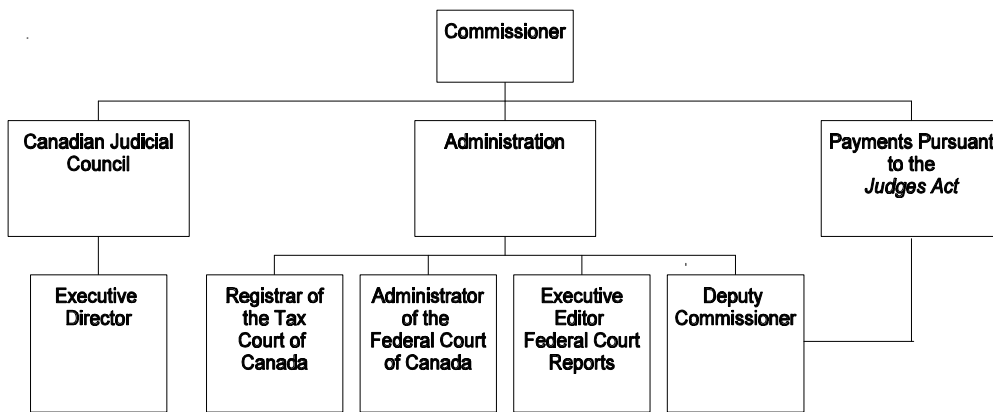 Commissioner
Canadian Judicial
Council
Administration
Payments Pursuant
to the
Judges Act
Executive
Director
Registrar of
the Tax
Court of
Canada
Administrator
of the
Federal Court
of Canada
Executive
Editor
Federal Court
Reports
Deputy
Commissioner